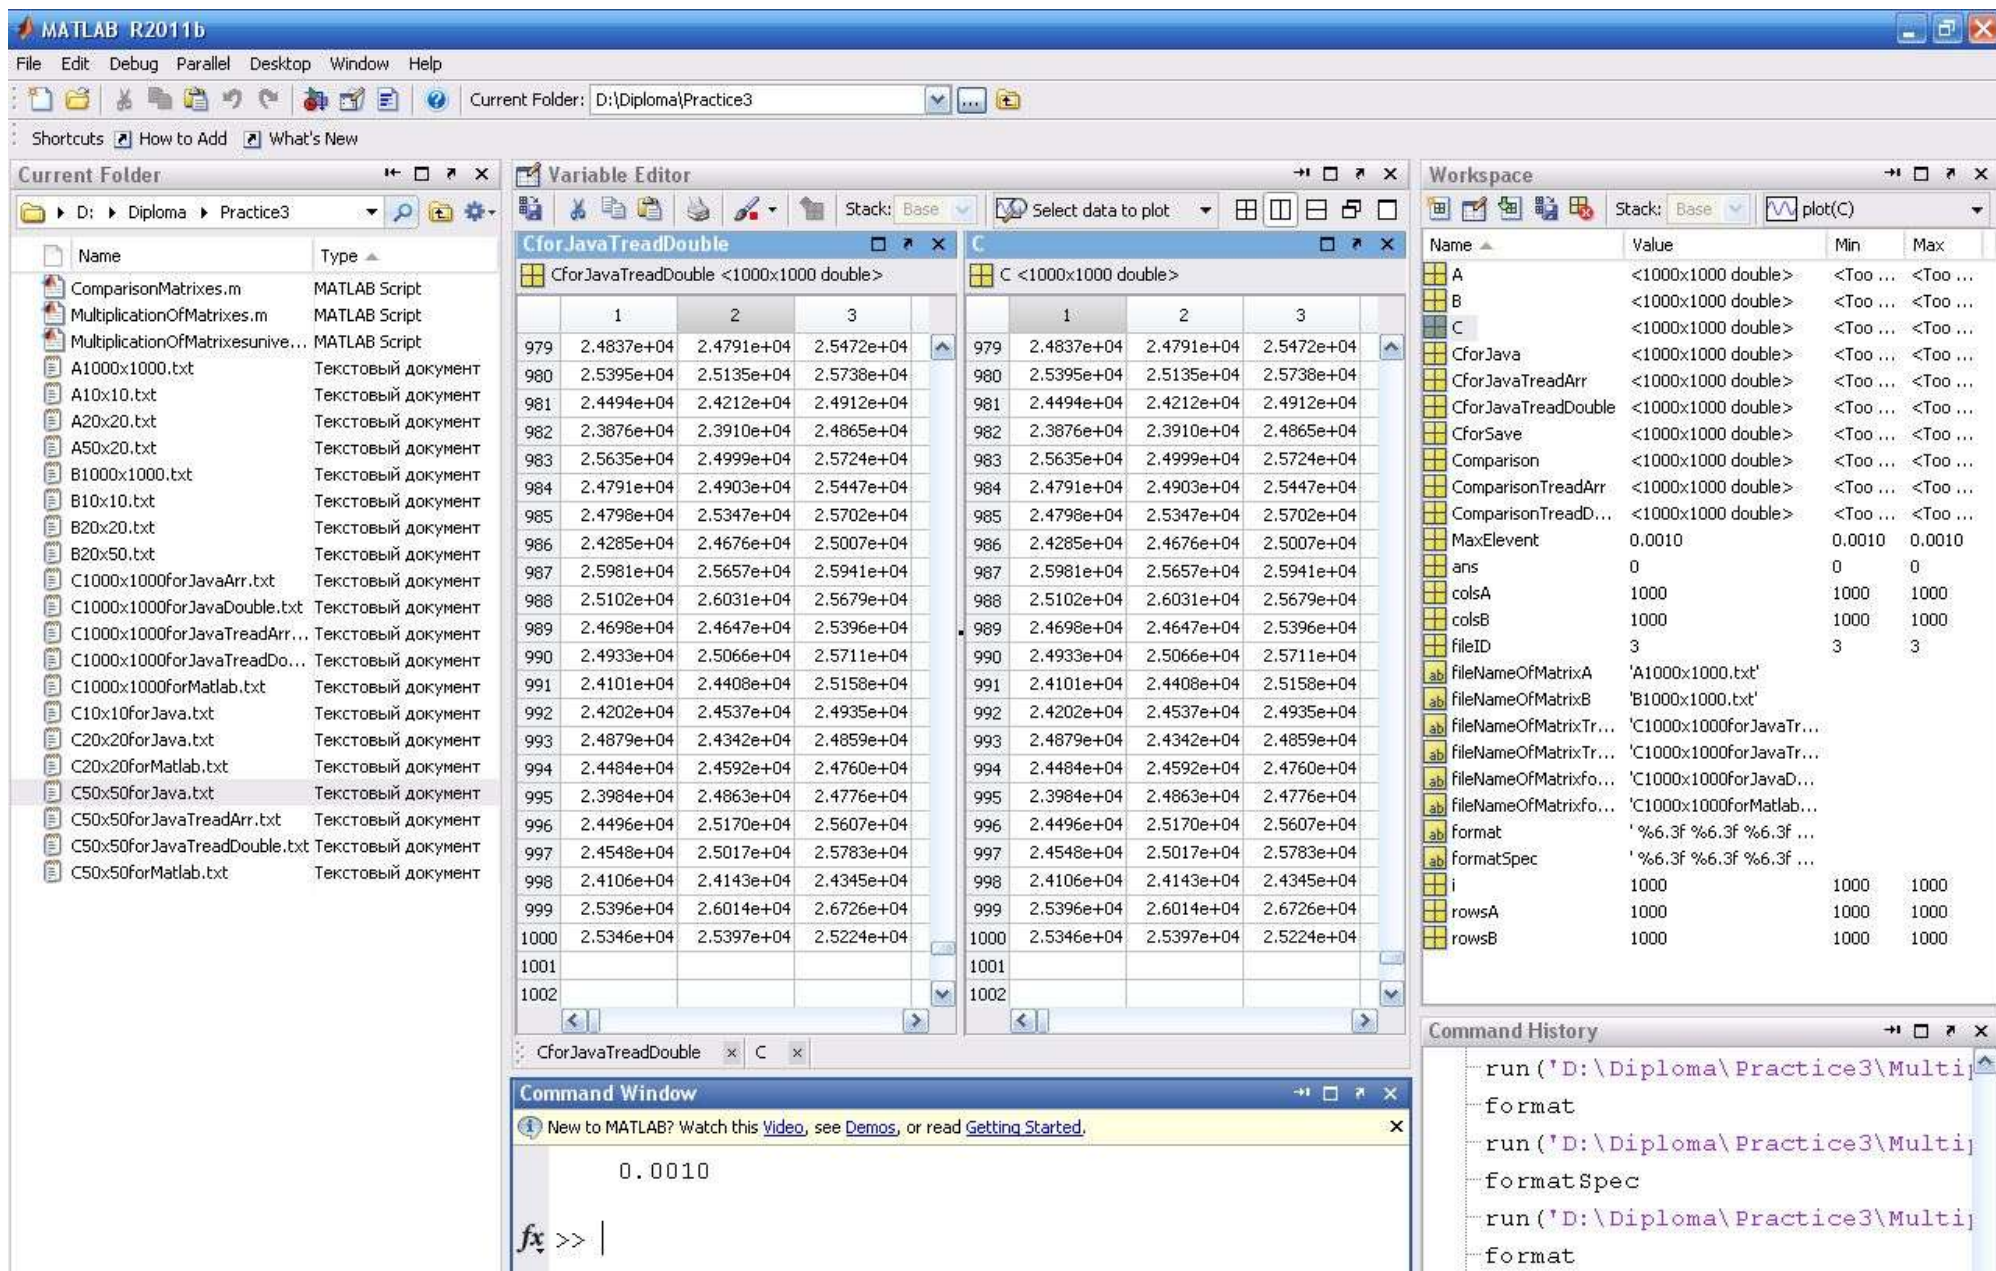 MATLAB R2011b
File Edit Debug Parallel Desktop Window Help
Current Folder: D:\Diploma\Practice3
Shortcuts How to Add What's New
Current Folder
D: Diploma Practice3
Name Type
ComparisonMatrixes.m MATLAB Script
MultiplicationOfMatrixes.m MATLAB Script
MultiplicationOfMatrixesunive... MATLAB Script
A1000x1000.txt Текстовый документ
A10x10.txt Текстовый документ
A20x20.txt Текстовый документ
A50x20.txt Текстовый документ
B1000x1000.txt Текстовый документ
B10x10.txt Текстовый документ
B20x20.txt Текстовый документ
B20x50.txt Текстовый документ
C1000x1000forJavaArr.txt Текстовый документ
C1000x1000forJavaDouble.txt Текстовый документ
C1000x1000forJavaTreadArr... Текстовый документ
C1000x1000forJavaTreadDo... Текстовый документ
C1000x1000forMatlab.txt Текстовый документ
C10x10forJava.txt Текстовый документ
C20x20forJava.txt Текстовый документ
C20x20forMatlab.txt Текстовый документ
C50x50forJava.txt Текстовый документ
C50x50forJavaTreadArr.txt Текстовый документ
C50x50forJavaTreadDouble.txt Текстовый документ
C50x50forMatlab.txt Текстовый документ
Variable Editor
Stack: Base Select data to plot
CforJavaTreadDouble
CforJavaTreadDouble <1000x1000 double>
1 2 3
979 2.4837e+04 2.4791e+04 2.5472e+04
980 2.5395e+04 2.5135e+04 2.5738e+04
981 2.4494e+04 2.4212e+04 2.4912e+04
982 2.3876e+04 2.3910e+04 2.4865e+04
983 2.5635e+04 2.4999e+04 2.5724e+04
984 2.4791e+04 2.4903e+04 2.5447e+04
985 2.4798e+04 2.5347e+04 2.5702e+04
986 2.4285e+04 2.4676e+04 2.5007e+04
987 2.5981e+04 2.5657e+04 2.5941e+04
988 2.5102e+04 2.6031e+04 2.5679e+04
989 2.4698e+04 2.4647e+04 2.5396e+04
990 2.4933e+04 2.5066e+04 2.5711e+04
991 2.4101e+04 2.4408e+04 2.5158e+04
992 2.4202e+04 2.4537e+04 2.4935e+04
993 2.4879e+04 2.4342e+04 2.4859e+04
994 2.4484e+04 2.4592e+04 2.4760e+04
995 2.3984e+04 2.4863e+04 2.4776e+04
996 2.4496e+04 2.5170e+04 2.5607e+04
997 2.4548e+04 2.5017e+04 2.5783e+04
998 2.4106e+04 2.4143e+04 2.4345e+04
999 2.5396e+04 2.6014e+04 2.6726e+04
1000 2.5346e+04 2.5397e+04 2.5224e+04
1001
1002
C
C <1000x1000 double>
1 2 3
979 2.4837e+04 2.4791e+04 2.5472e+04
980 2.5395e+04 2.5135e+04 2.5738e+04
981 2.4494e+04 2.4212e+04 2.4912e+04
982 2.3876e+04 2.3910e+04 2.4865e+04
983 2.5635e+04 2.4999e+04 2.5724e+04
984 2.4791e+04 2.4903e+04 2.5447e+04
985 2.4798e+04 2.5347e+04 2.5702e+04
986 2.4285e+04 2.4676e+04 2.5007e+04
987 2.5981e+04 2.5657e+04 2.5941e+04
988 2.5102e+04 2.6031e+04 2.5679e+04
989 2.4698e+04 2.4647e+04 2.5396e+04
990 2.4933e+04 2.5066e+04 2.5711e+04
991 2.4101e+04 2.4408e+04 2.5158e+04
992 2.4202e+04 2.4537e+04 2.4935e+04
993 2.4879e+04 2.4342e+04 2.4859e+04
994 2.4484e+04 2.4592e+04 2.4760e+04
995 2.3984e+04 2.4863e+04 2.4776e+04
996 2.4496e+04 2.5170e+04 2.5607e+04
997 2.4548e+04 2.5017e+04 2.5783e+04
998 2.4106e+04 2.4143e+04 2.4345e+04
999 2.5396e+04 2.6014e+04 2.6726e+04
1000 2.5346e+04 2.5397e+04 2.5224e+04
1001
1002
CforJavaTreadDouble C
Command Window
New to MATLAB? Watch this Video, see Demos, or read Getting Started.
0.0010
fx >>
Workspace
Stack: Base plot(C)
Name Value Min Max
A <1000x1000 double> <Too ... <Too ...
B <1000x1000 double> <Too ... <Too ...
C <1000x1000 double> <Too ... <Too ...
CforJava <1000x1000 double> <Too ... <Too ...
CforJavaTreadArr <1000x1000 double> <Too ... <Too ...
CforJavaTreadDouble <1000x1000 double> <Too ... <Too ...
CforSave <1000x1000 double> <Too ... <Too ...
Comparison <1000x1000 double> <Too ... <Too ...
ComparisonTreadArr <1000x1000 double> <Too ... <Too ...
ComparisonTreadD... <1000x1000 double> <Too ... <Too ...
MaxElevent 0.0010 0.0010 0.0010
ans 0 0 0
colsA 1000 1000 1000
colsB 1000 1000 1000
fileID 3 3 3
fileNameOfMatrixA 'A1000x1000.txt'
fileNameOfMatrixB 'B1000x1000.txt'
fileNameOfMatrixTr... 'C1000x1000forJavaTr...
fileNameOfMatrixTr... 'C1000x1000forJavaTr...
fileNameOfMatrixfo... 'C1000x1000forJavaD...
fileNameOfMatrixfo... 'C1000x1000forMatlab...
format ' %6.3f %6.3f %6.3f ...
formatSpec ' %6.3f %6.3f %6.3f ...
i 1000 1000 1000
rowsA 1000 1000 1000
rowsB 1000 1000 1000
Command History
run('D:\Diploma\Practice3\Multip
format
run('D:\Diploma\Practice3\Multip
formatSpec
run('D:\Diploma\Practice3\Multip
format